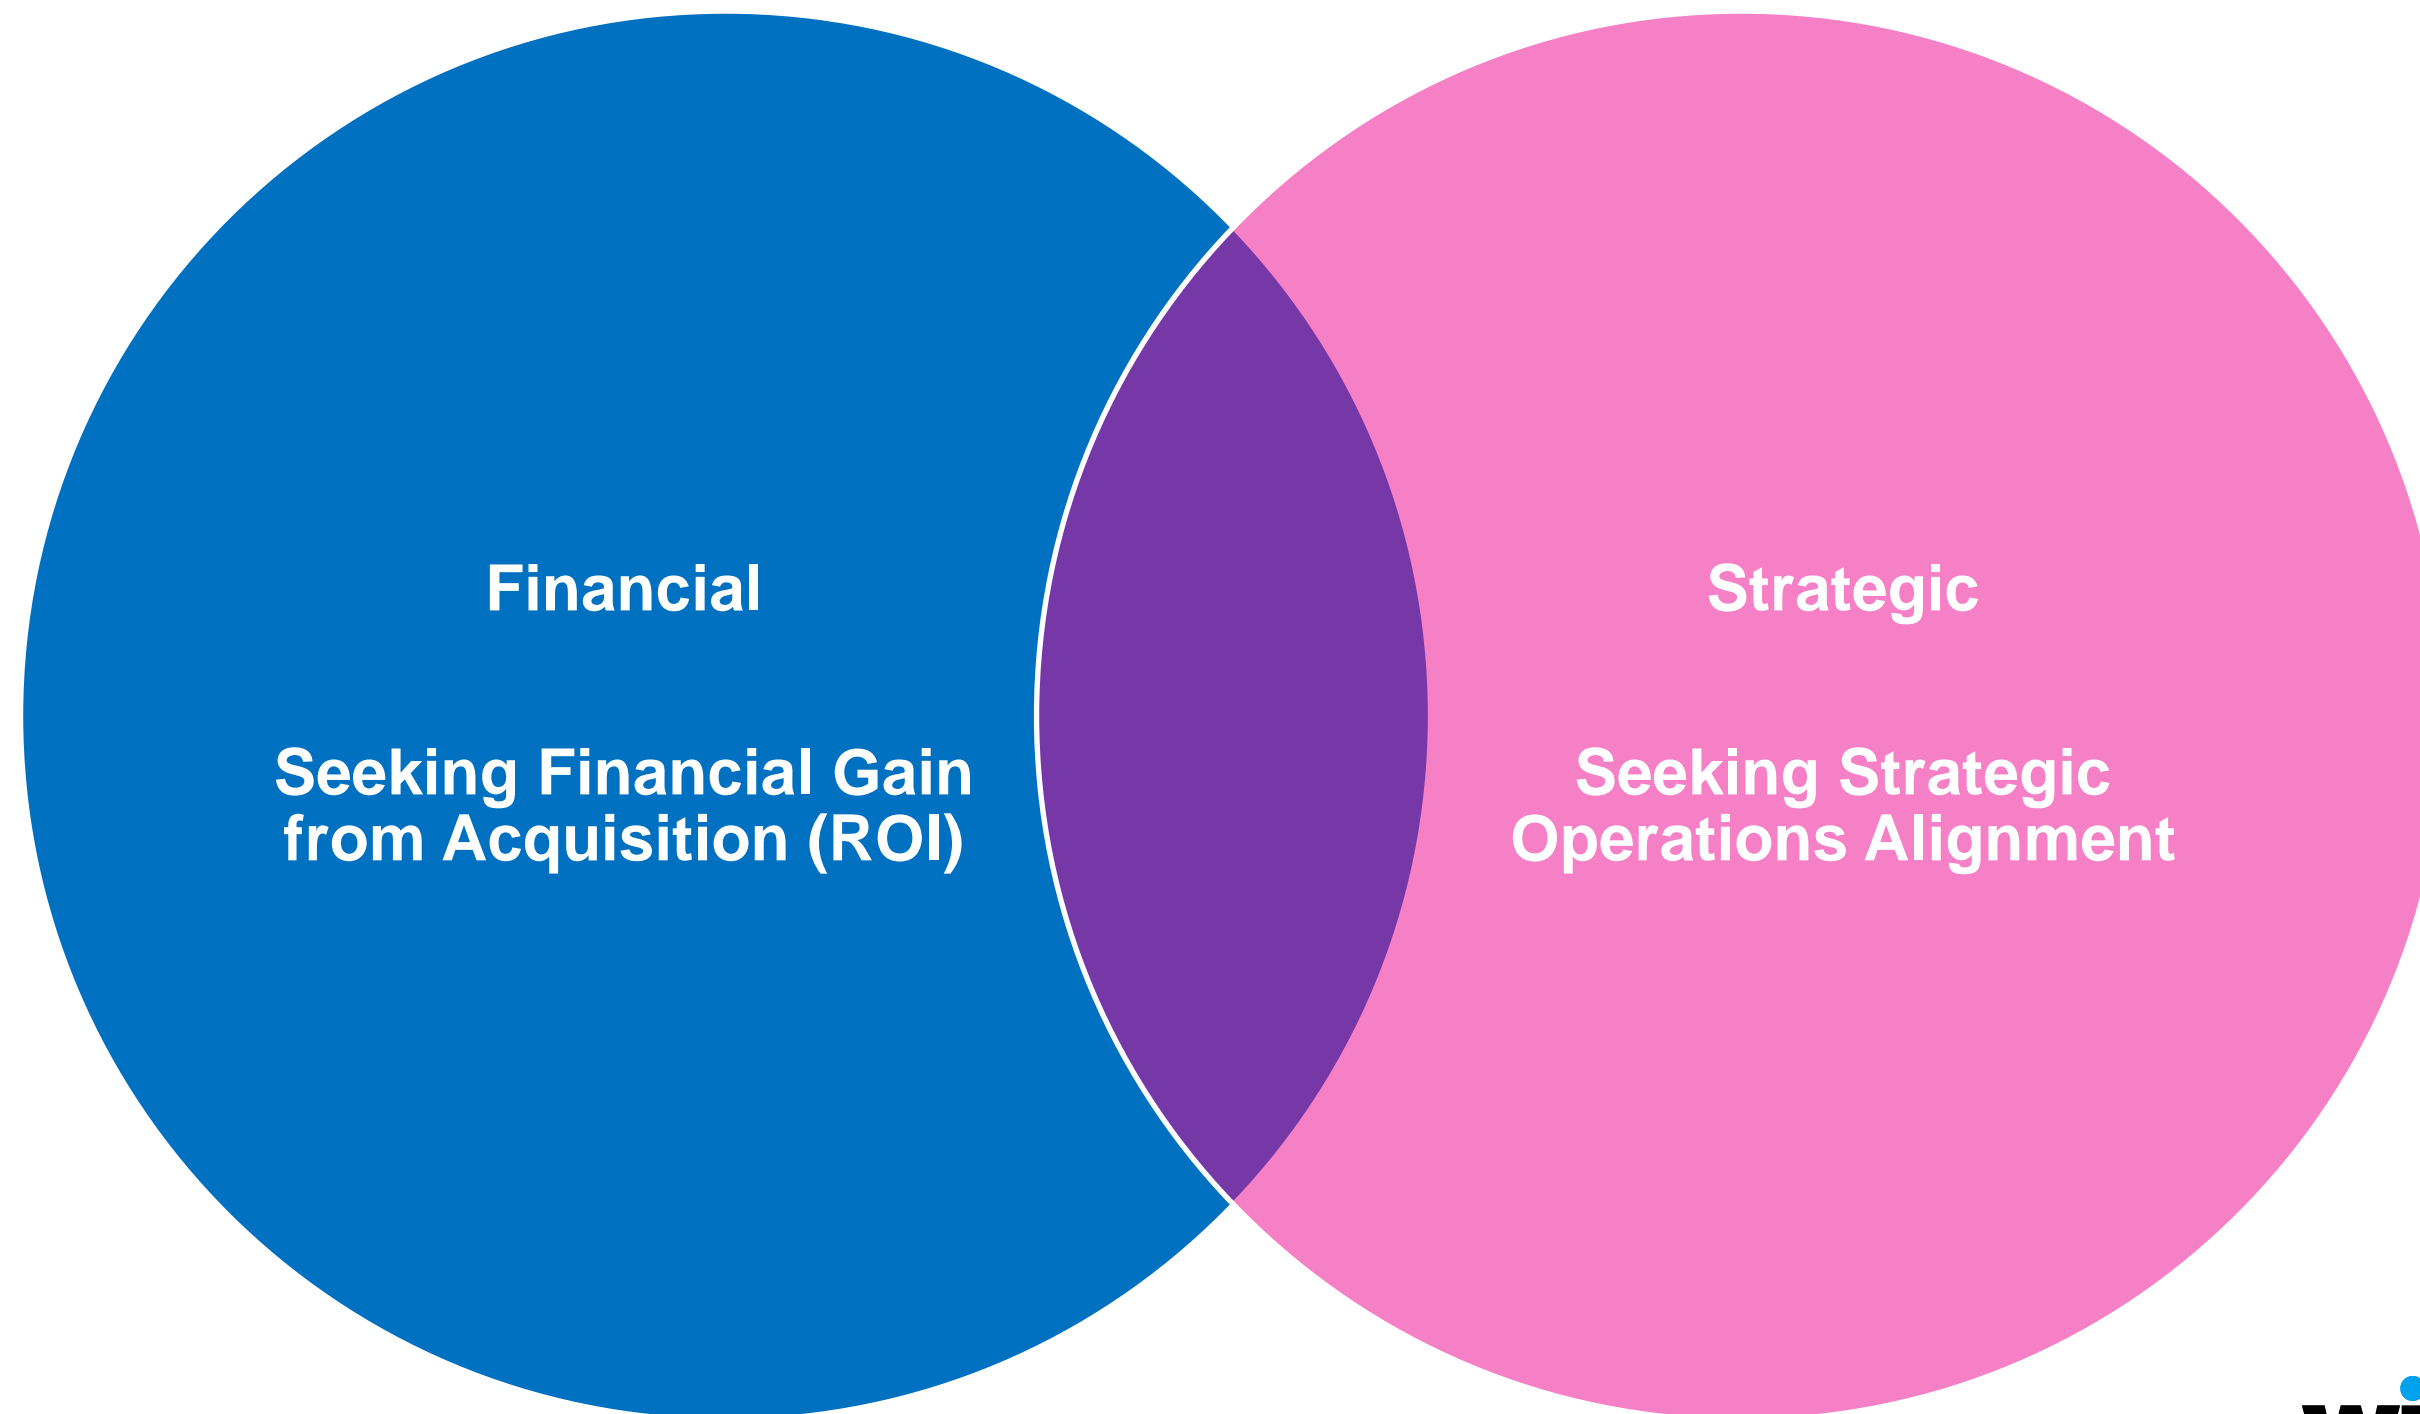 Financial
Seeking Financial Gain
from Acquisition (ROI)
Strategic
Seeking Strategic
Operations Alignment